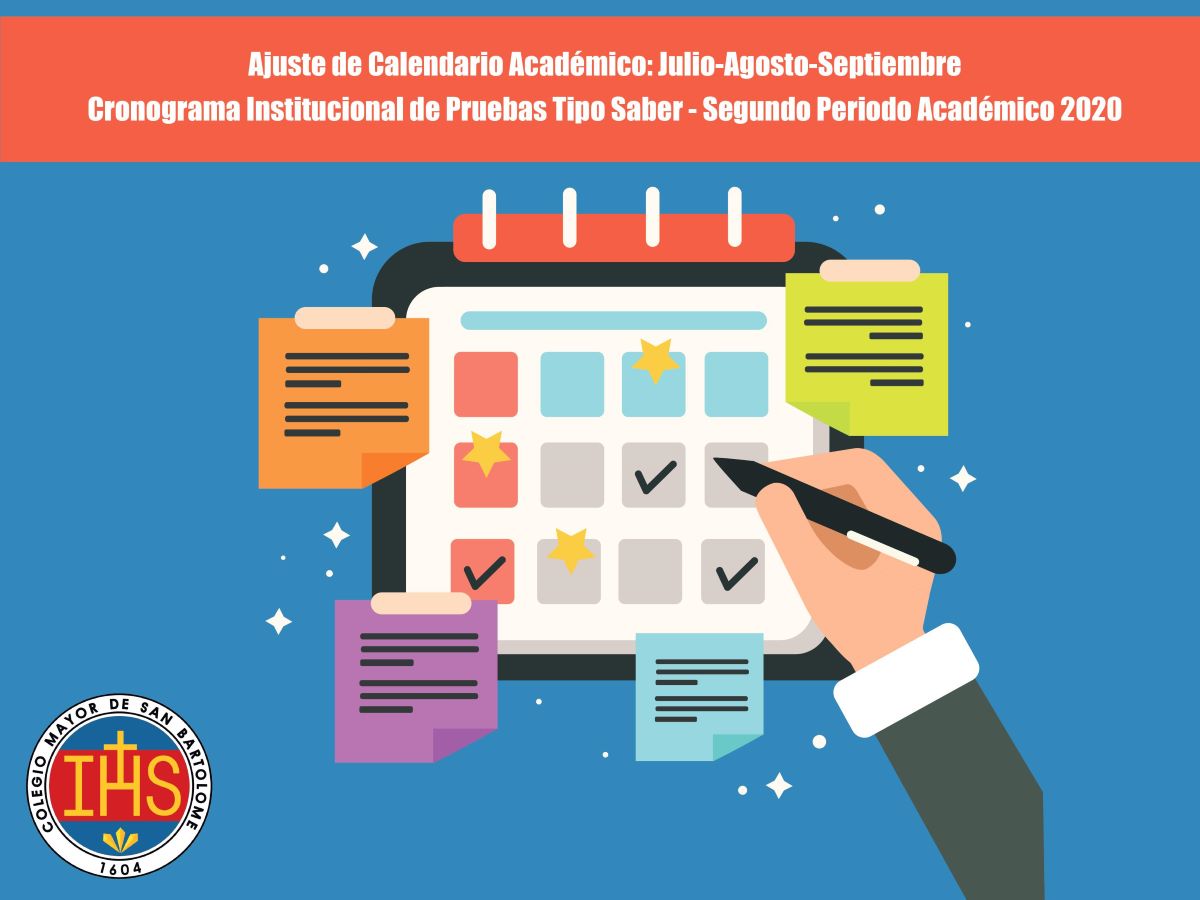 Ajuste de Calendario Académico: Julio-Agosto-Septiembre
Cronograma Institucional de Pruebas Tipo Saber - Segundo Periodo Académico 2020
COLEGIO MAYOR DE SAN BARTOLOME
IHS
1604